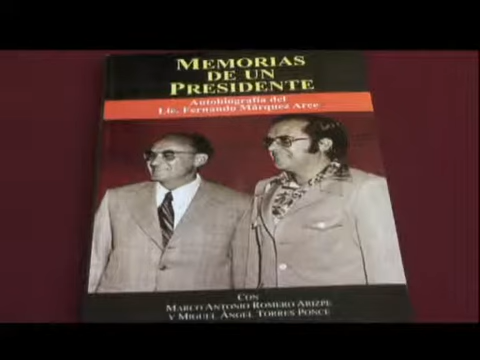 MEMORIAS
DE UN
PRESIDENTE
Autobiografía del
Lic. Fernando Márquez Arce
CON
MARCO ANTONIO ROMERO ARIZPE
Y MIGUEL ÁNGEL TORRES PONCE